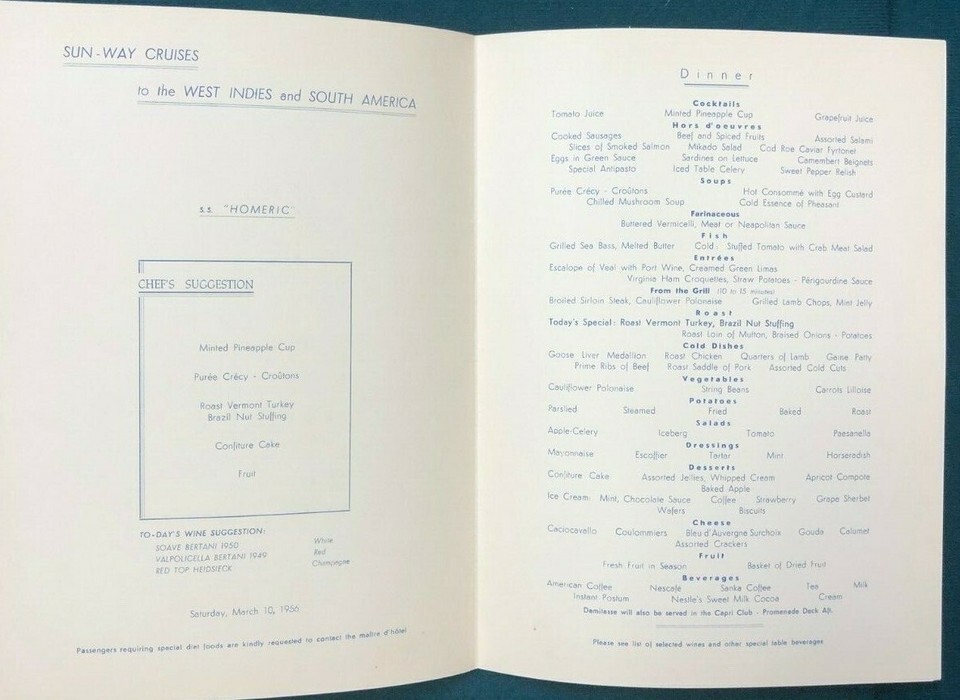 SUN-WAY CRUISES
to the WEST INDIES and SOUTH AMERICA
s.s. "HOMERIC"
CHEF'S SUGGESTION
Minted Pineapple Cup
Purée Crécy - Croûtons
Roast Vermont Turkey
Brazil Nut Stuffing
Confiture Cake
Fruit
TO-DAY'S WINE SUGGESTION:
SOAVE BERTANI 1950 White
VALPOLICELLA BERTANI 1949 Red
RED TOP HEIDSIECK Champagne
Saturday, March 10, 1956
Passengers requiring special diet foods are kindly requested to contact the maître d'hôtel
Dinner
Cocktails
Tomato Juice Minted Pineapple Cup Grapefruit Juice
Hors d'oeuvres
Cooked Sausages Beef and Spiced Fruits Assorted Salami
Slices of Smoked Salmon Mikado Salad Cod Roe Caviar Fyrtonet
Eggs in Green Sauce Sardines on Lettuce Camembert Beignets
Special Antipasto Iced Table Celery Sweet Pepper Relish
Soups
Purée Crécy - Croûtons Hot Consommé with Egg Custard
Chilled Mushroom Soup Cold Essence of Pheasant
Farinaceous
Buttered Vermicelli, Meat or Neapolitan Sauce
Fish
Grilled Sea Bass, Melted Butter Cold: Stuffed Tomato with Crab Meat Salad
Entrées
Escalope of Veal with Port Wine, Creamed Green Limas
Virginia Ham Croquettes, Straw Potatoes - Périgourdine Sauce
From the Grill (10 to 15 minutes)
Broiled Sirloin Steak, Cauliflower Polonaise Grilled Lamb Chops, Mint Jelly
Roast
Today's Special: Roast Vermont Turkey, Brazil Nut Stuffing
Roast Loin of Mutton, Braised Onions - Potatoes
Cold Dishes
Goose Liver Medallion Roast Chicken Quarters of Lamb Game Patty
Prime Ribs of Beef Roast Saddle of Pork Assorted Cold Cuts
Vegetables
Cauliflower Polonaise String Beans Carrots Lilloise
Potatoes
Parslied Steamed Fried Baked Roast
Salads
Apple-Celery Iceberg Tomato Paesanella
Dressings
Mayonnaise Escoffier Tartar Mint Horseradish
Desserts
Confiture Cake Assorted Jellies, Whipped Cream Apricot Compote
Baked Apple
Ice Cream: Mint, Chocolate Sauce Coffee Strawberry Grape Sherbet
Wafers Biscuits
Cheese
Caciocavallo Coulommiers Bleu d'Auvergne Surchoix Gouda Calumet
Assorted Crackers
Fruit
Fresh Fruit in Season Basket of Dried Fruit
Beverages
American Coffee Nescafé Sanka Coffee Tea Milk
Instant Postum Nestle's Sweet Milk Cocoa Cream
Demitasse will also be served in the Capri Club - Promenade Deck Aft.
Please see list of selected wines and other special table beverages